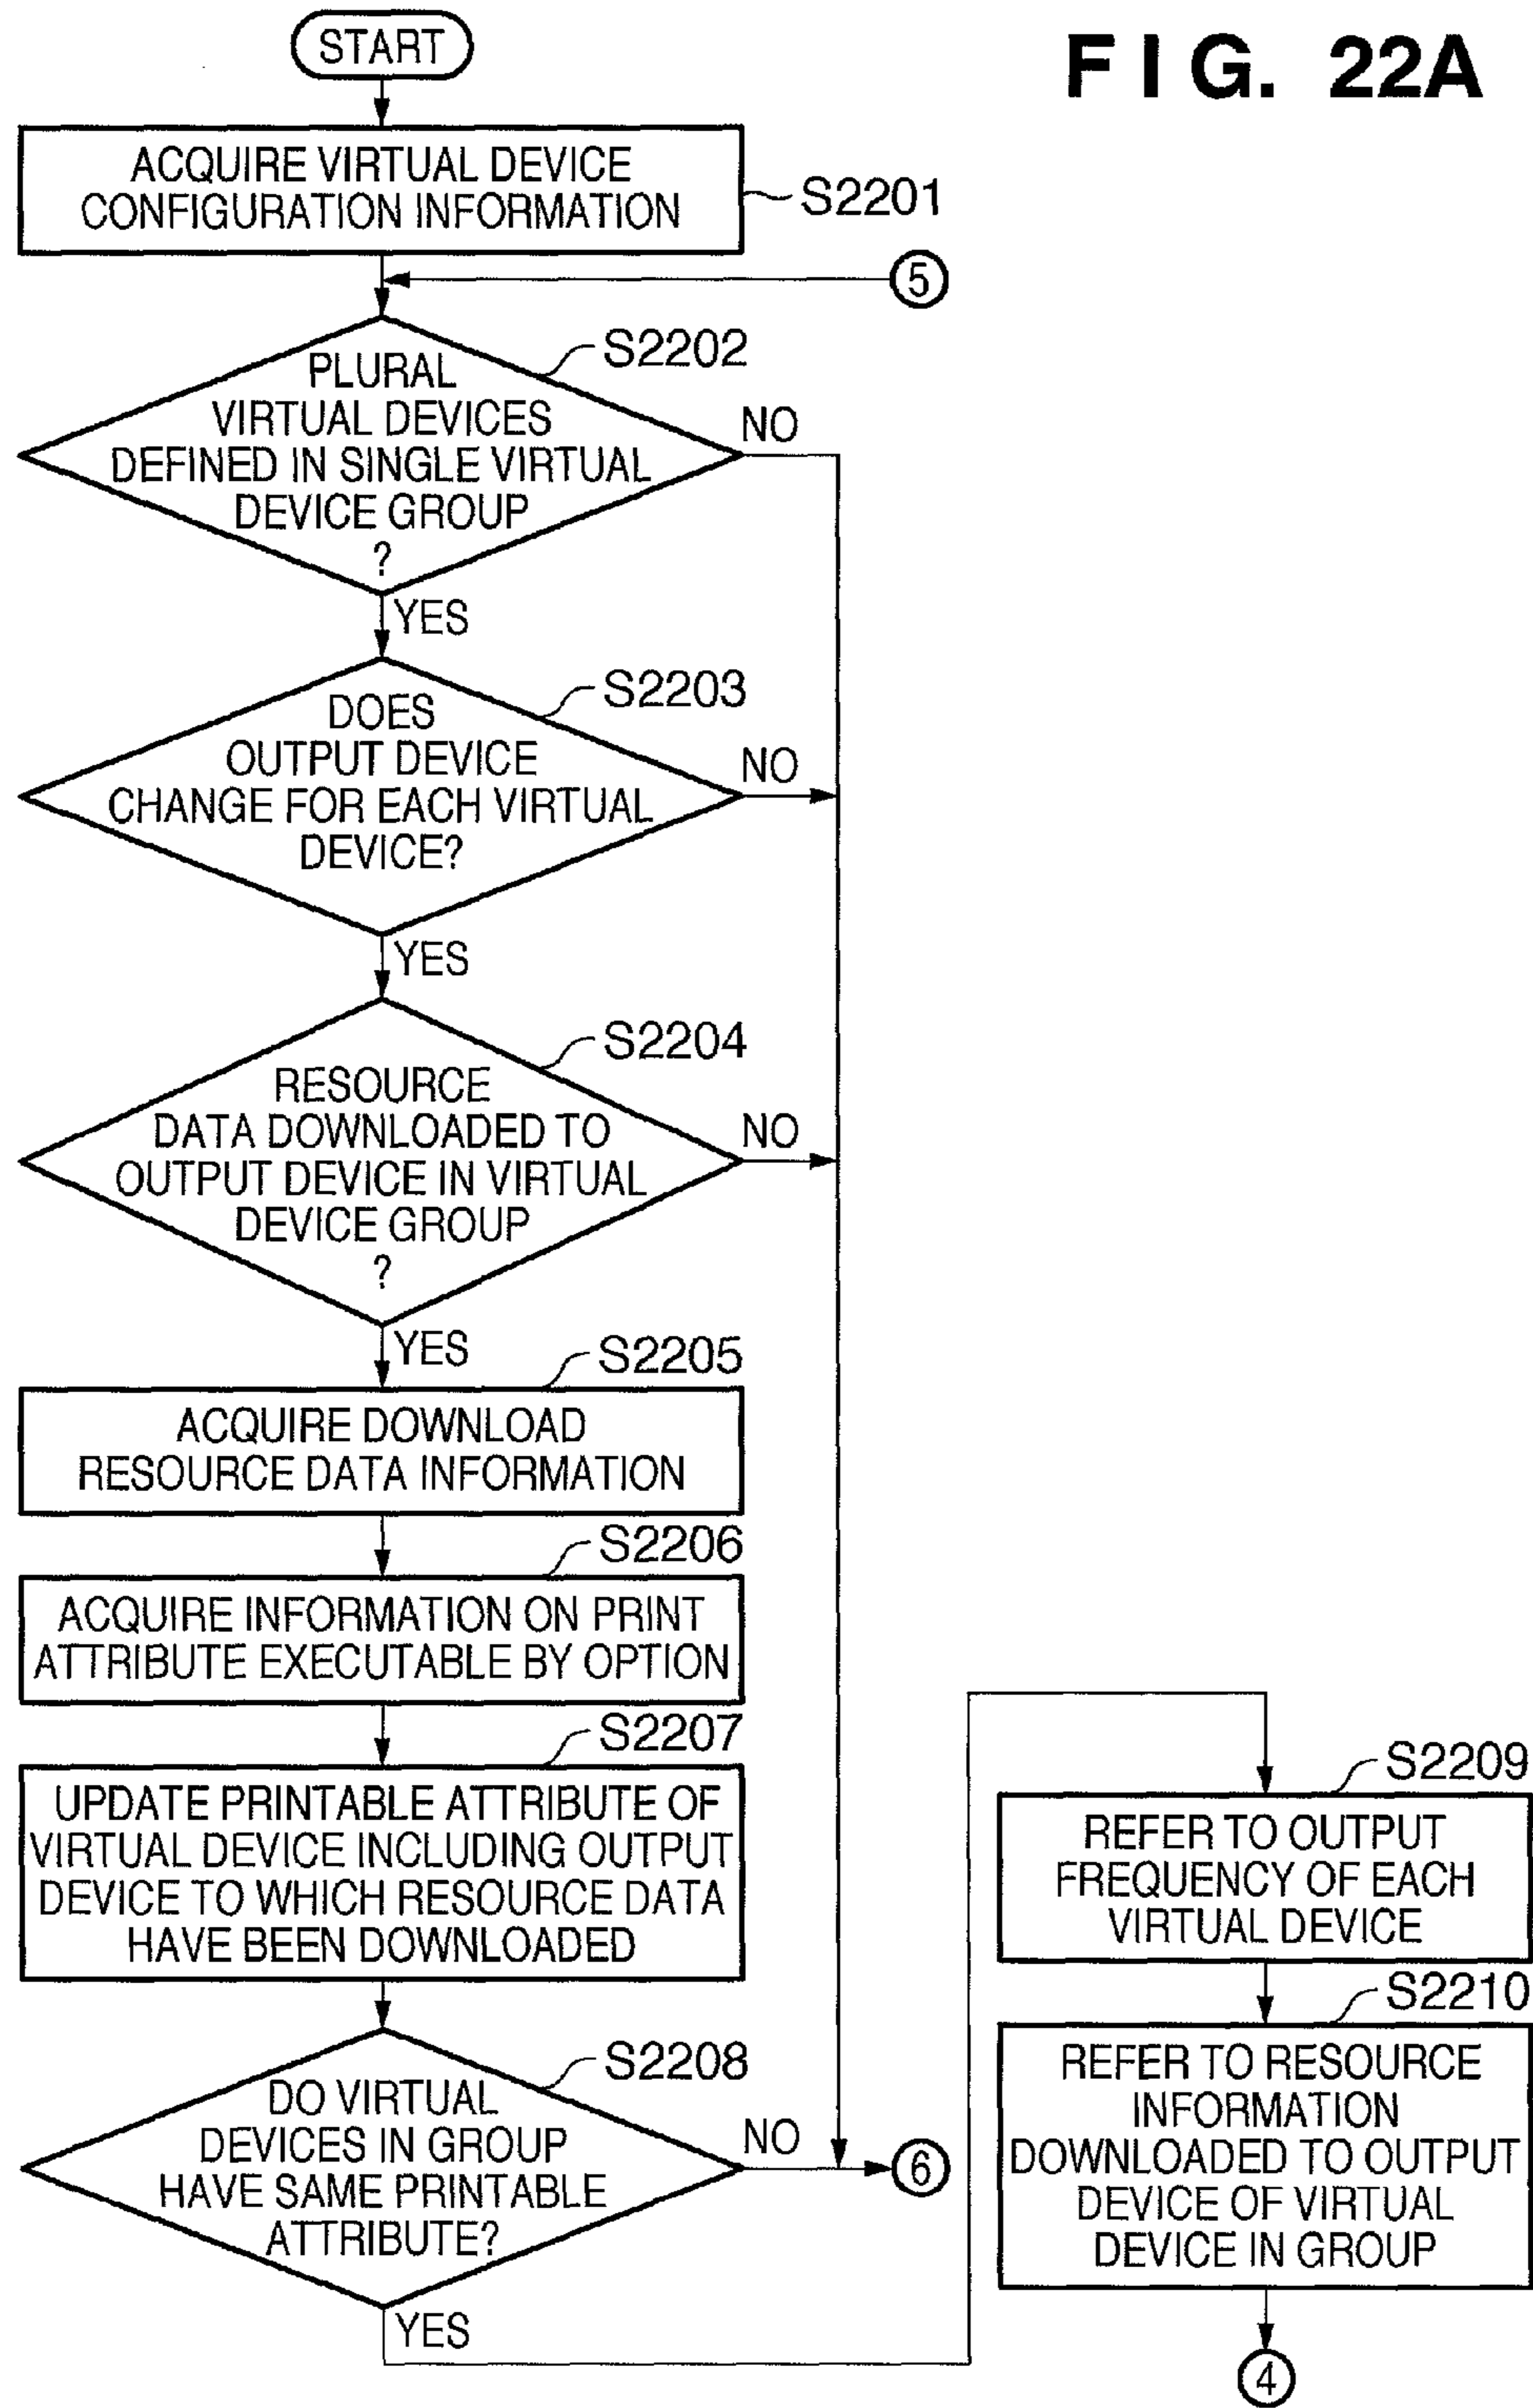 FIG. 22A
START
ACQUIRE VIRTUAL DEVICE
CONFIGURATION INFORMATION
S2201
5
S2202
PLURAL
VIRTUAL DEVICES
DEFINED IN SINGLE VIRTUAL
DEVICE GROUP
?
NO
YES
S2203
DOES
OUTPUT DEVICE
CHANGE FOR EACH VIRTUAL
DEVICE?
NO
YES
S2204
RESOURCE
DATA DOWNLOADED TO
OUTPUT DEVICE IN VIRTUAL
DEVICE GROUP
?
NO
YES
S2205
ACQUIRE DOWNLOAD
RESOURCE DATA INFORMATION
S2206
ACQUIRE INFORMATION ON PRINT
ATTRIBUTE EXECUTABLE BY OPTION
S2207
UPDATE PRINTABLE ATTRIBUTE OF
VIRTUAL DEVICE INCLUDING OUTPUT
DEVICE TO WHICH RESOURCE DATA
HAVE BEEN DOWNLOADED
S2208
DO VIRTUAL
DEVICES IN GROUP
HAVE SAME PRINTABLE
ATTRIBUTE?
NO
6
YES
S2209
REFER TO OUTPUT
FREQUENCY OF EACH
VIRTUAL DEVICE
S2210
REFER TO RESOURCE
INFORMATION
DOWNLOADED TO OUTPUT
DEVICE OF VIRTUAL
DEVICE IN GROUP
4